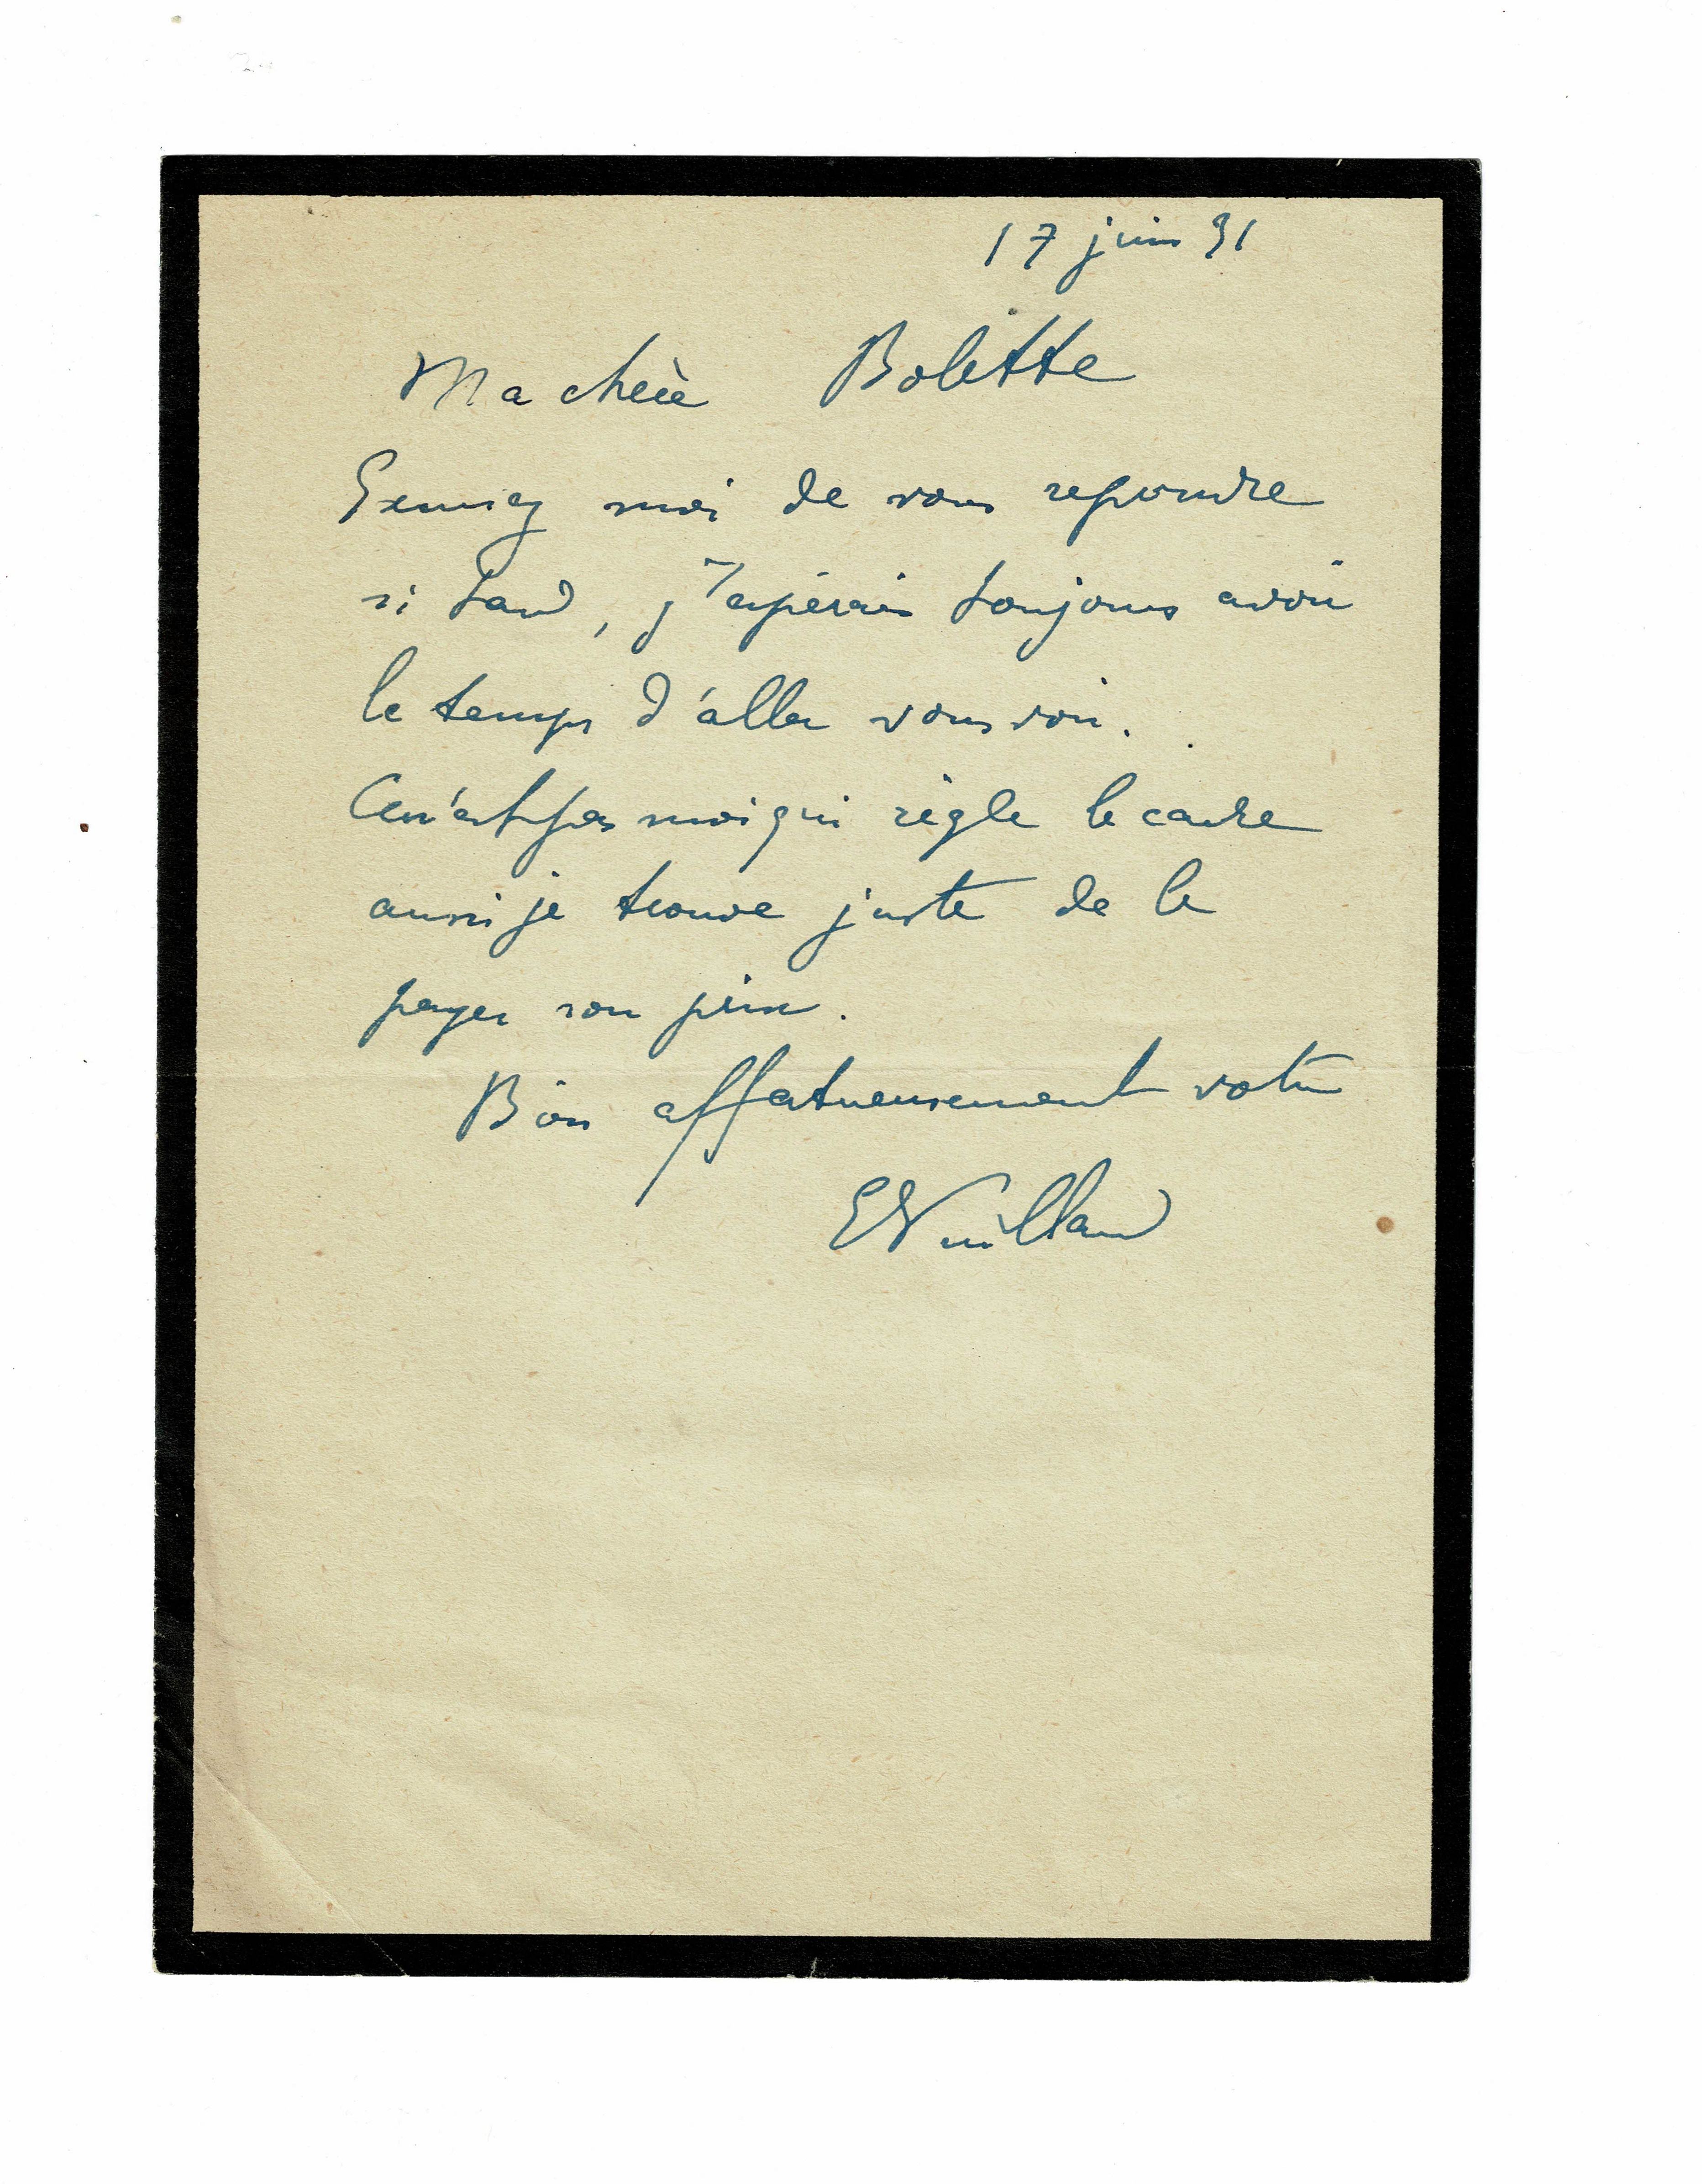 17 juin 31
Ma chère Bolette
Excusez moi de vous repondre
si tard, j'espérais toujours avoir
le temps d'aller vous voir.
Ce n'est pas moi qui règle le cadre
aussi je trouve juste de le
payer son prix.
Bien affectueusement votre
EVuillard